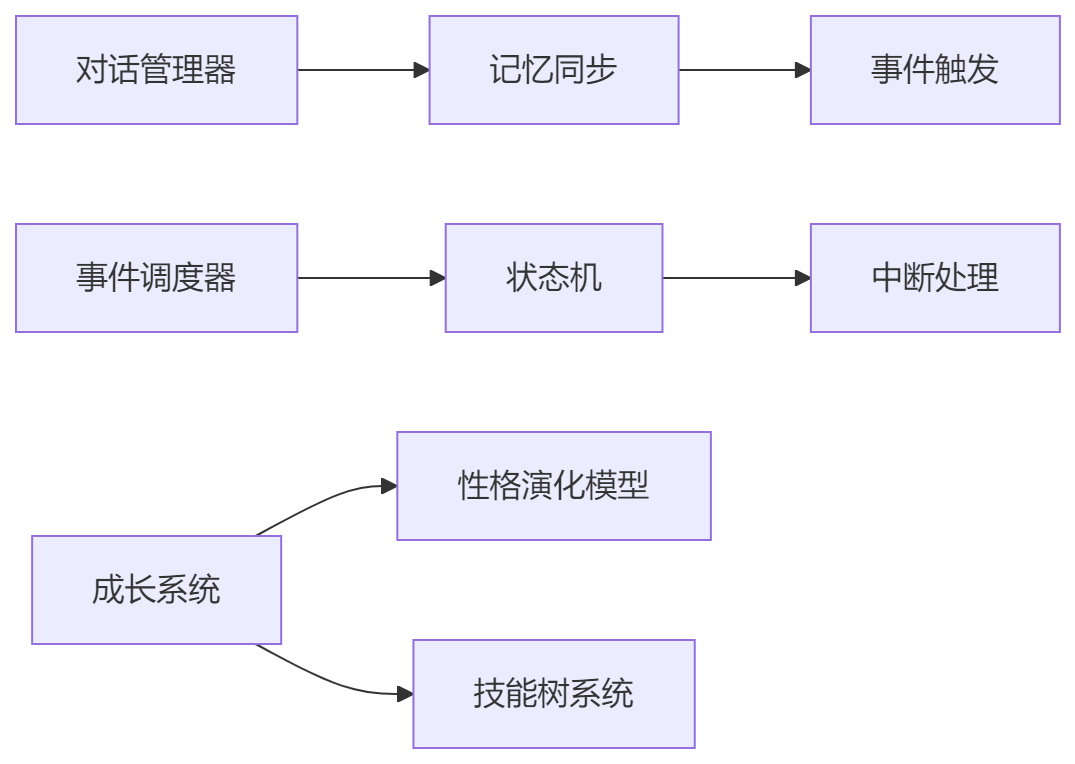 对话管理器
记忆同步
事件触发
事件调度器
状态机
中断处理
性格演化模型
成长系统
技能树系统